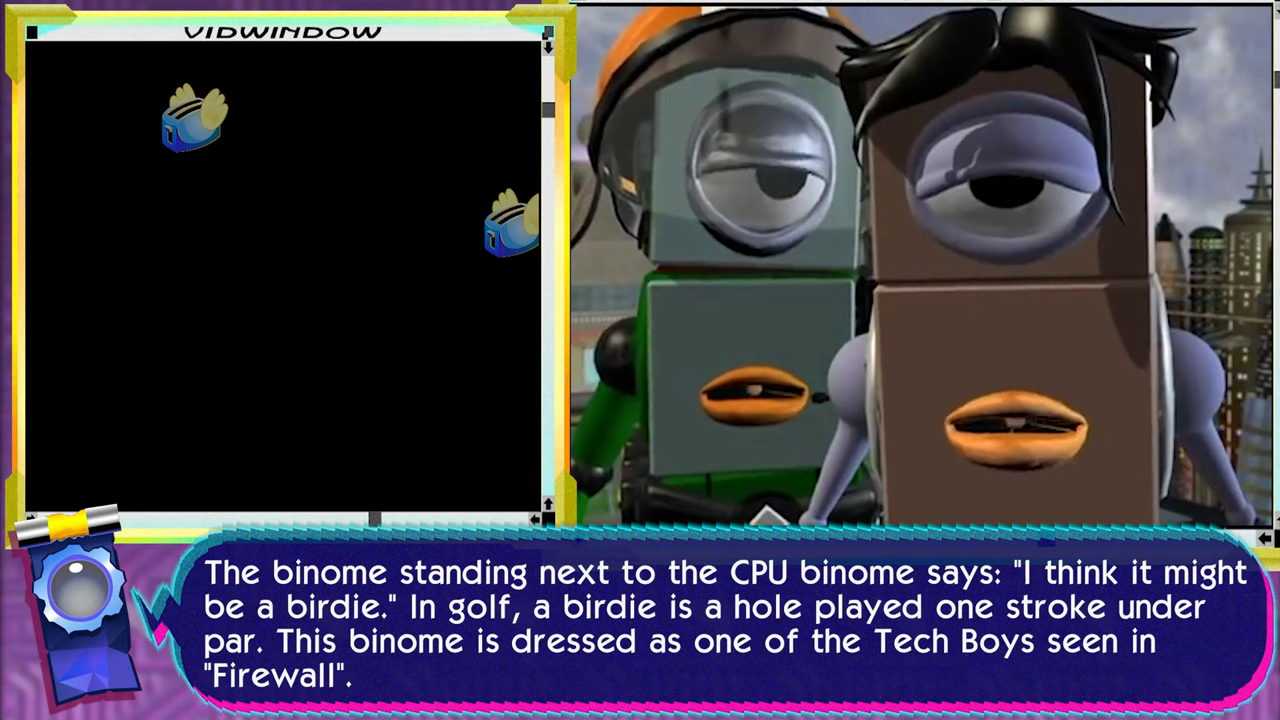 VIDWINDOW
The binome standing next to the CPU binome says: "I think it might
be a birdie." In golf, a birdie is a hole played one stroke under
par. This binome is dressed as one of the Tech Boys seen in
"Firewall".